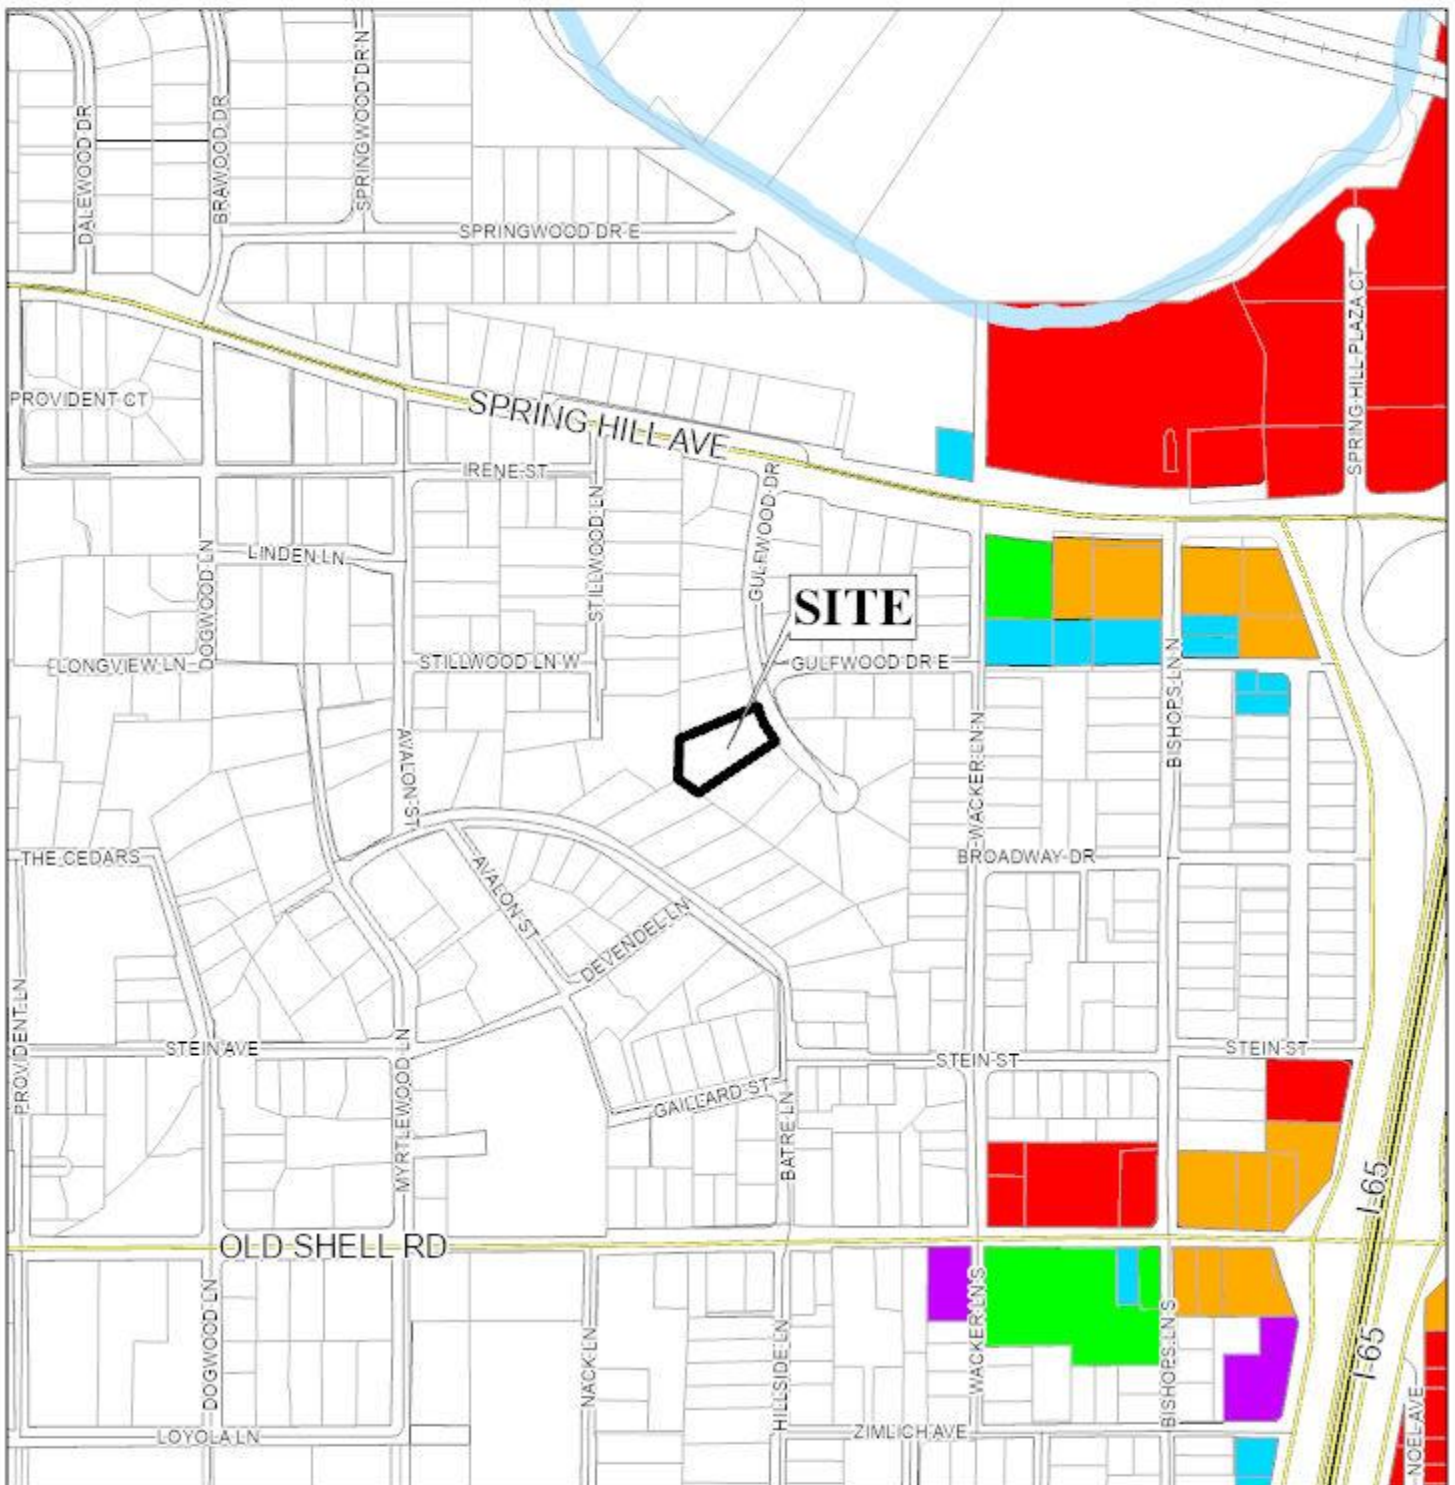 DALEWOOD DR
BRAWOOD DR
SPRINGWOOD DR N
SPRINGWOOD DR E
SPRING HILL PLAZA CT
PROVIDENT CT
SPRING HILL AVE
IRENE ST
STILLWOOD LN
GULFWOOD DR
LINDEN LN
DOGWOOD LN
SITE
LONGVIEW LN
STILLWOOD LN W
GULFWOOD DR E
BISHOPS LN N
AVALON ST
WACKER LN N
THE CEDARS
BROADWAY DR
AVALON ST
DEVENDEL LN
PROVIDENT LN
STEIN AVE
MYRTLEWOOD LN
STEIN ST
STEIN ST
GAILLARD ST
BATRE LN
I-65
OLD SHELL RD
DOGWOOD LN
NACK LN
HILLSIDE LN
WACKER LN S
BISHOPS LN S
I-65
NOEL AVE
LOYOLA LN
ZIMLICH AVE